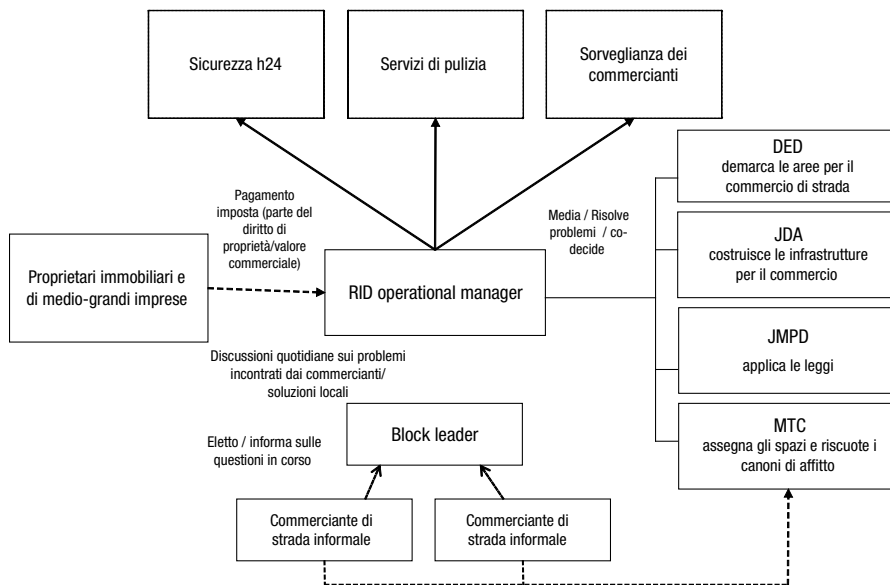 Sicurezza h24
Servizi di pulizia
Sorveglianza dei
commercianti
DED
demarca le aree per il
commercio di strada
Pagamento
imposta (parte del
diritto di
proprietà/valore
commerciale)
Media / Risolve
problemi / co-
decide
JDA
costruisce le infrastrutture
per il commercio
Proprietari immobiliari e
di medio-grandi imprese
RID operational manager
JMPD
applica le leggi
Discussioni quotidiane sui problemi
incontrati dai commercianti/
soluzioni locali
Block leader
MTC
assegna gli spazi e riscuote i
canoni di affitto
Eletto / informa sulle
questioni in corso
Commerciante di
strada informale
Commerciante di
strada informale